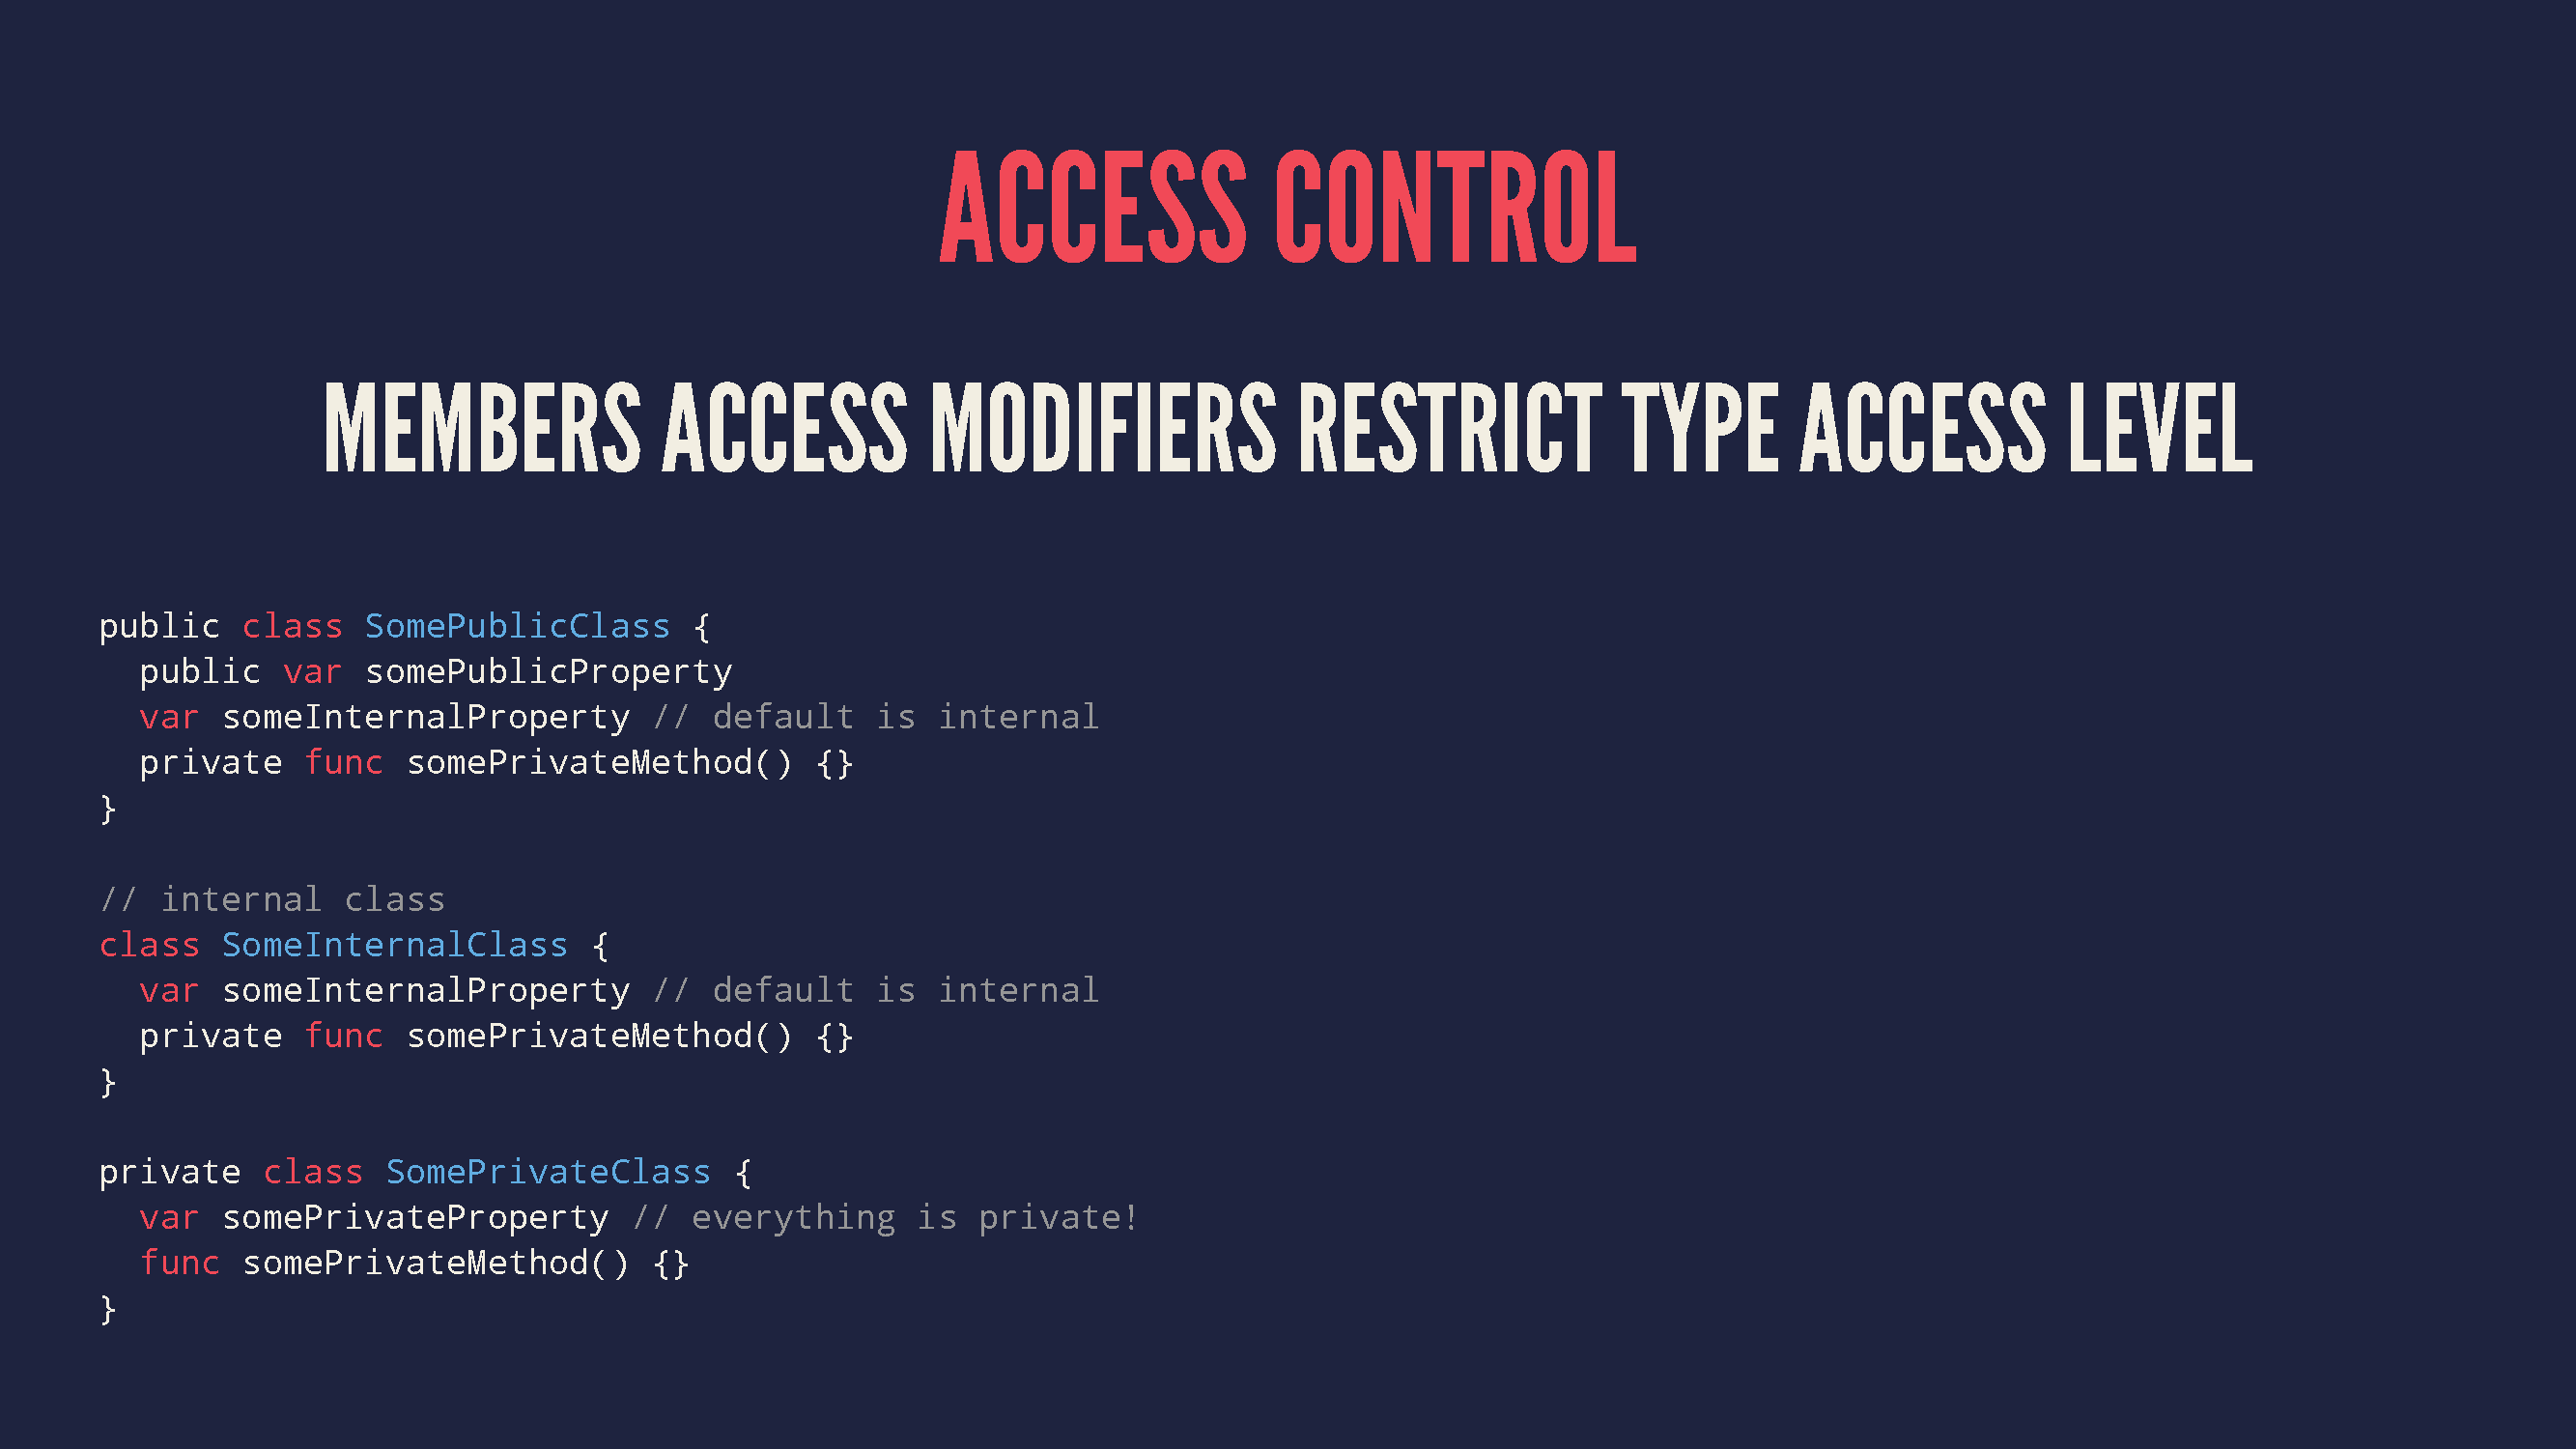 ACCESS CONTROL
MEMBERS ACCESS MODIFIERS RESTRICT TYPE ACCESS LEVEL
public class SomePublicClass {
  public var somePublicProperty
  var someInternalProperty // default is internal
  private func somePrivateMethod() {}
}
// internal class
class SomeInternalClass {
  var someInternalProperty // default is internal
  private func somePrivateMethod() {}
}
private class SomePrivateClass {
  var somePrivateProperty // everything is private!
  func somePrivateMethod() {}
}